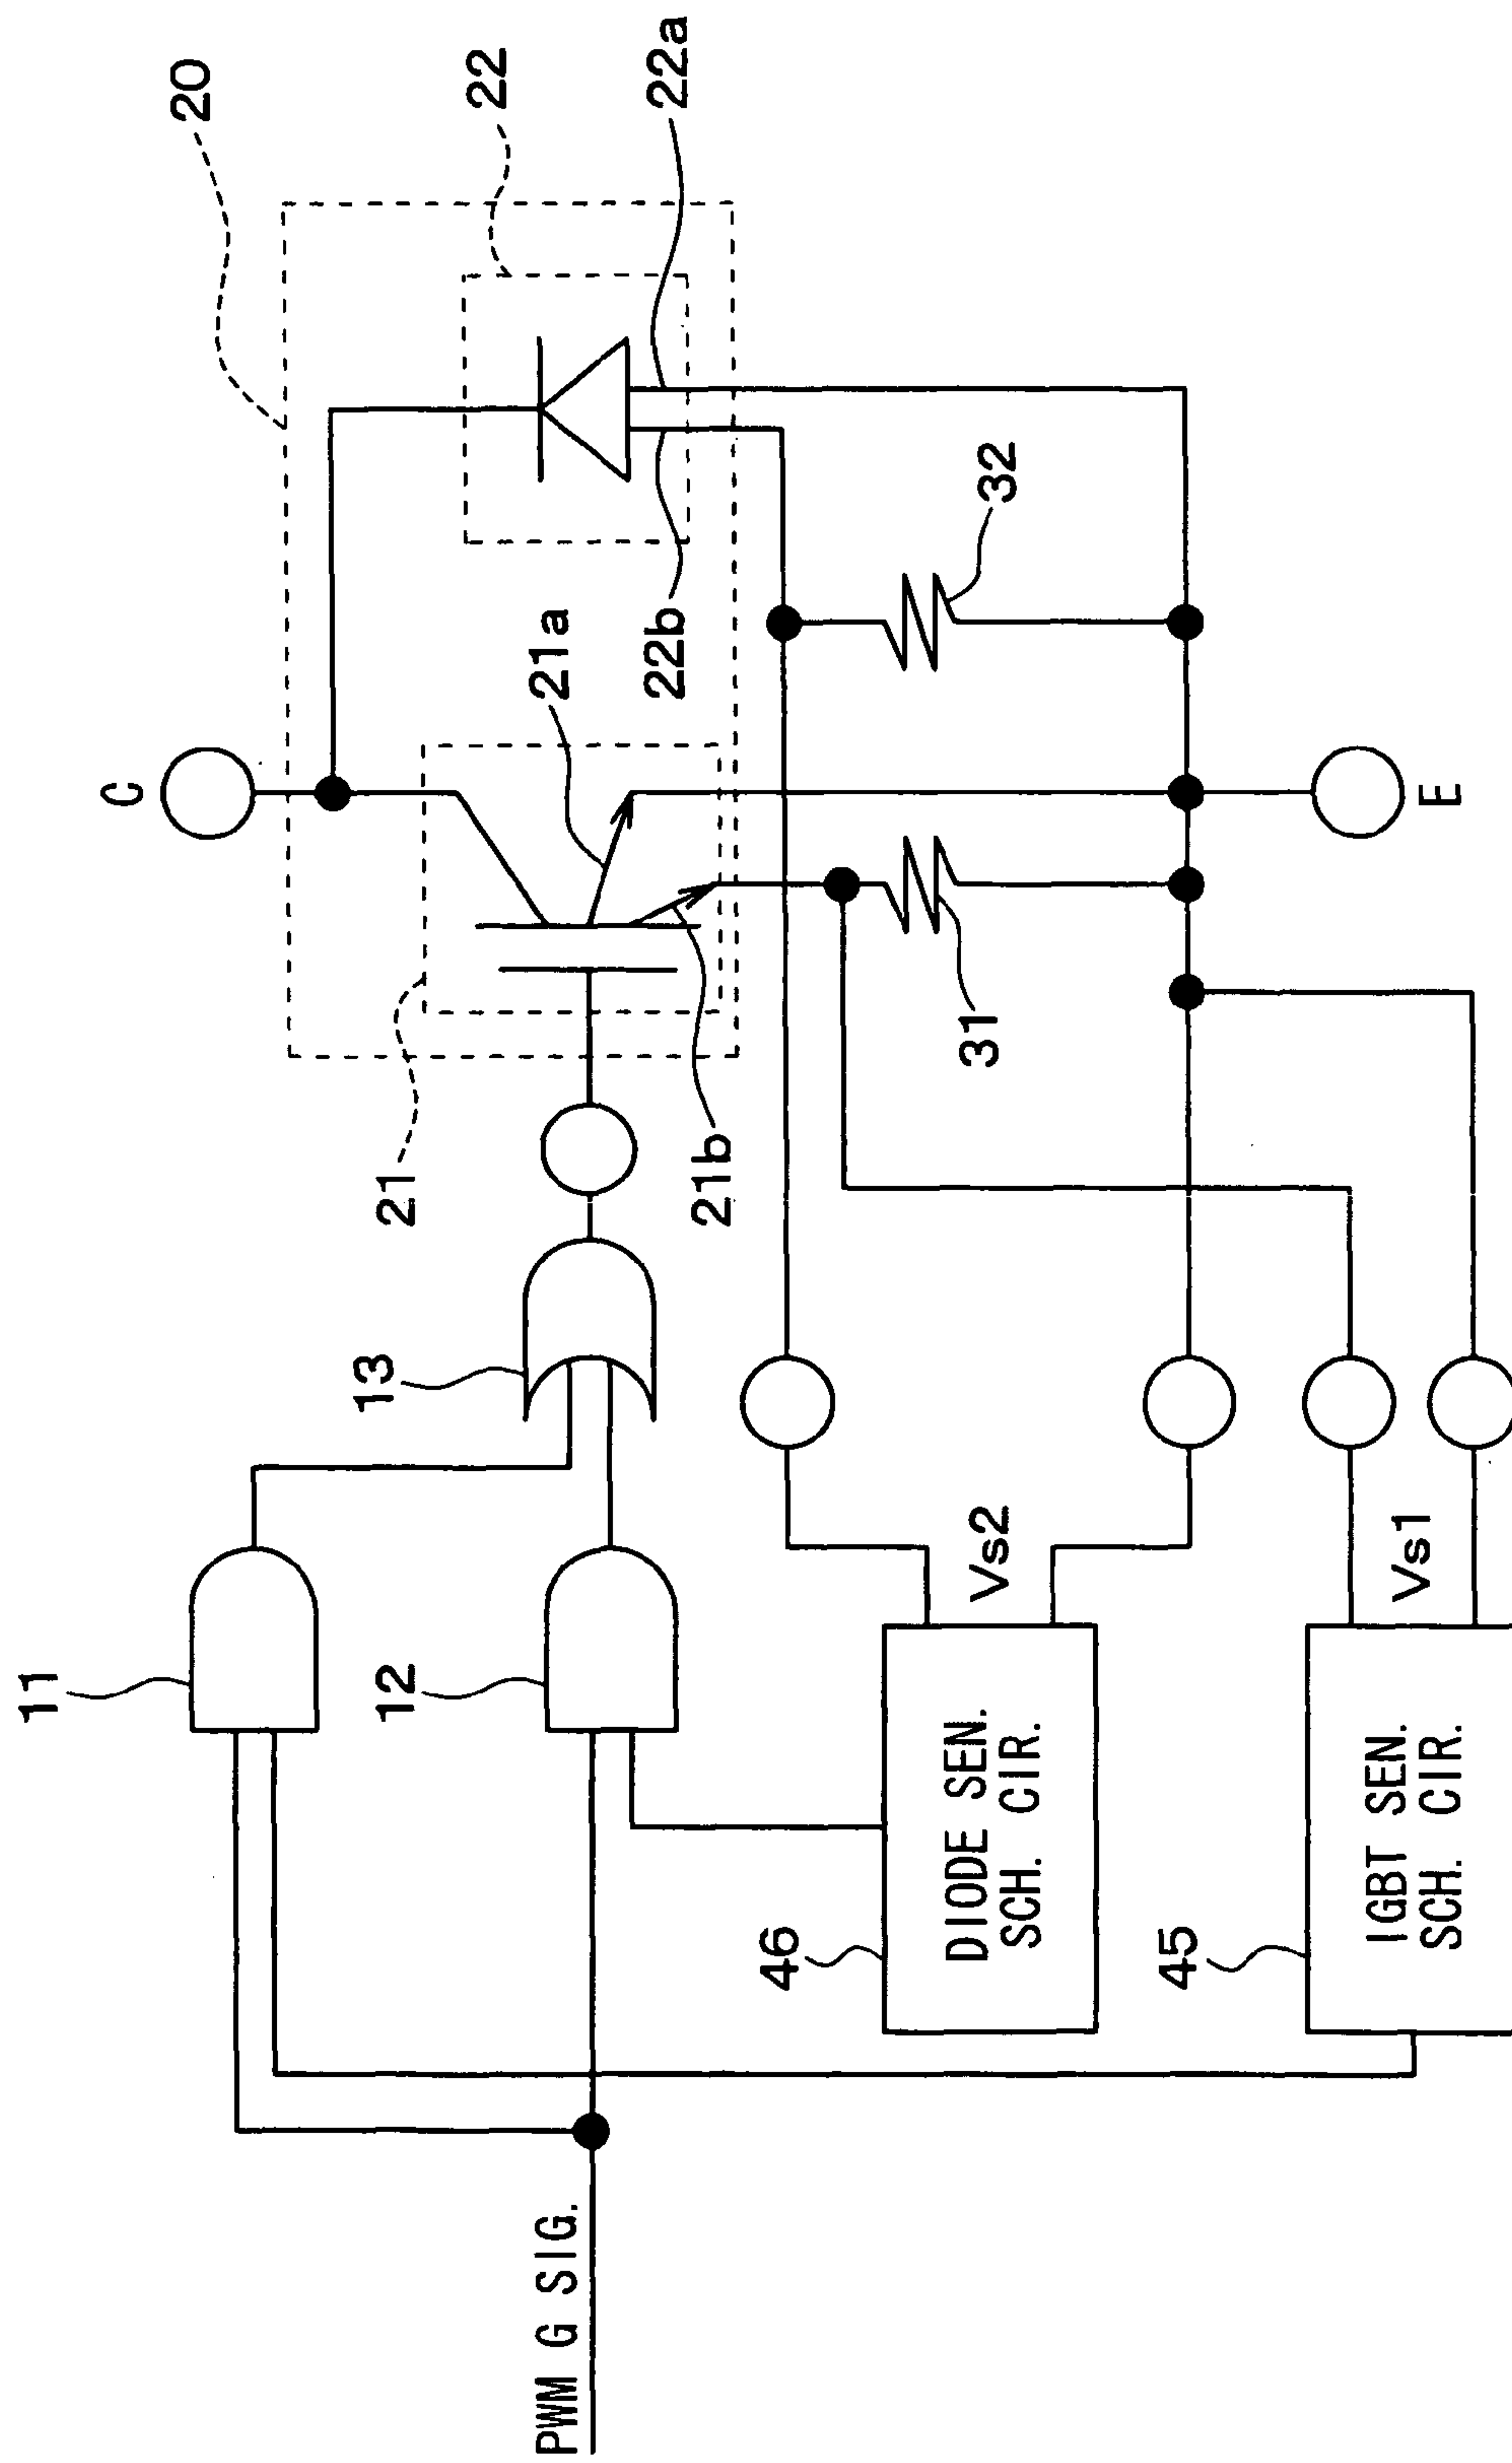 20
22
22a
C
21a
22b
32
21
21b
31
E
13
11
12
Vs2
Vs1
46
DIODE SEN.
SCH. CIR.
45
IGBT SEN.
SCH. CIR.
PWM G SIG.